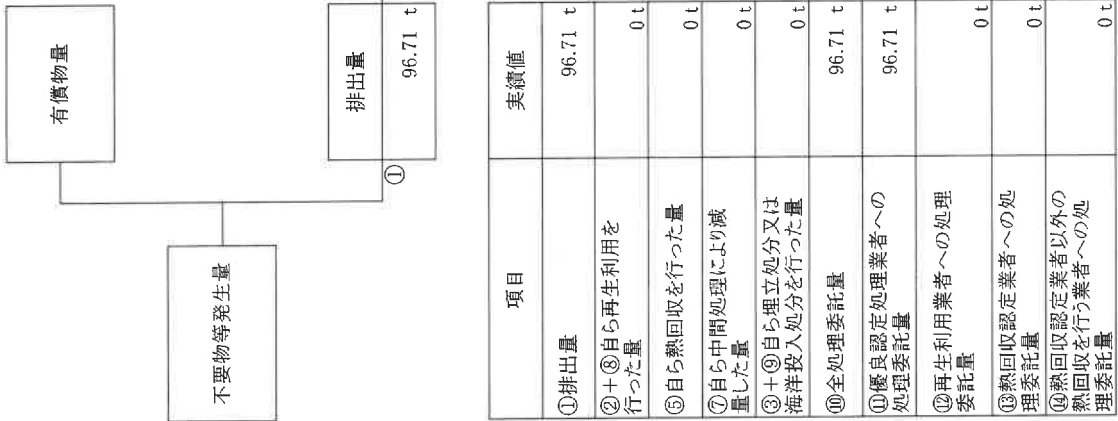 有償物量
不要物等発生量
排出量
① 96.71 t
項目 実績値
①排出量 96.71 t
②+⑧自ら再生利用を
行った量 0 t
⑤自ら熱回収を行った量 0 t
⑦自ら中間処理により減
量した量 0 t
③+⑨自ら埋立処分又は
海洋投入処分を行った量 0 t
⑩全処理委託量 96.71 t
⑪優良認定処理業者への
処理委託量 96.71 t
⑫再生利用業者への処理
委託量 0 t
⑬熱回収認定業者への処
理委託量 0 t
⑭熱回収認定業者以外の
熱回収を行う業者への処
理委託量 0 t